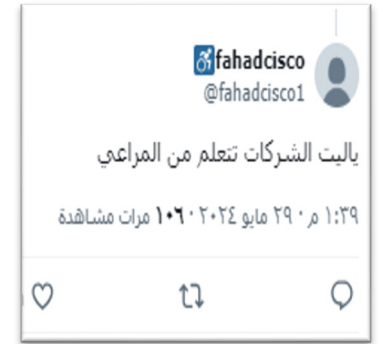 fahadcisco
@fahadcisco1
ياليت الشركات تتعلم من المراعي
١:٣٩ م · ٢٩ مايو ٢٠٢٤ · ١٠٦ مرات مشاهدة